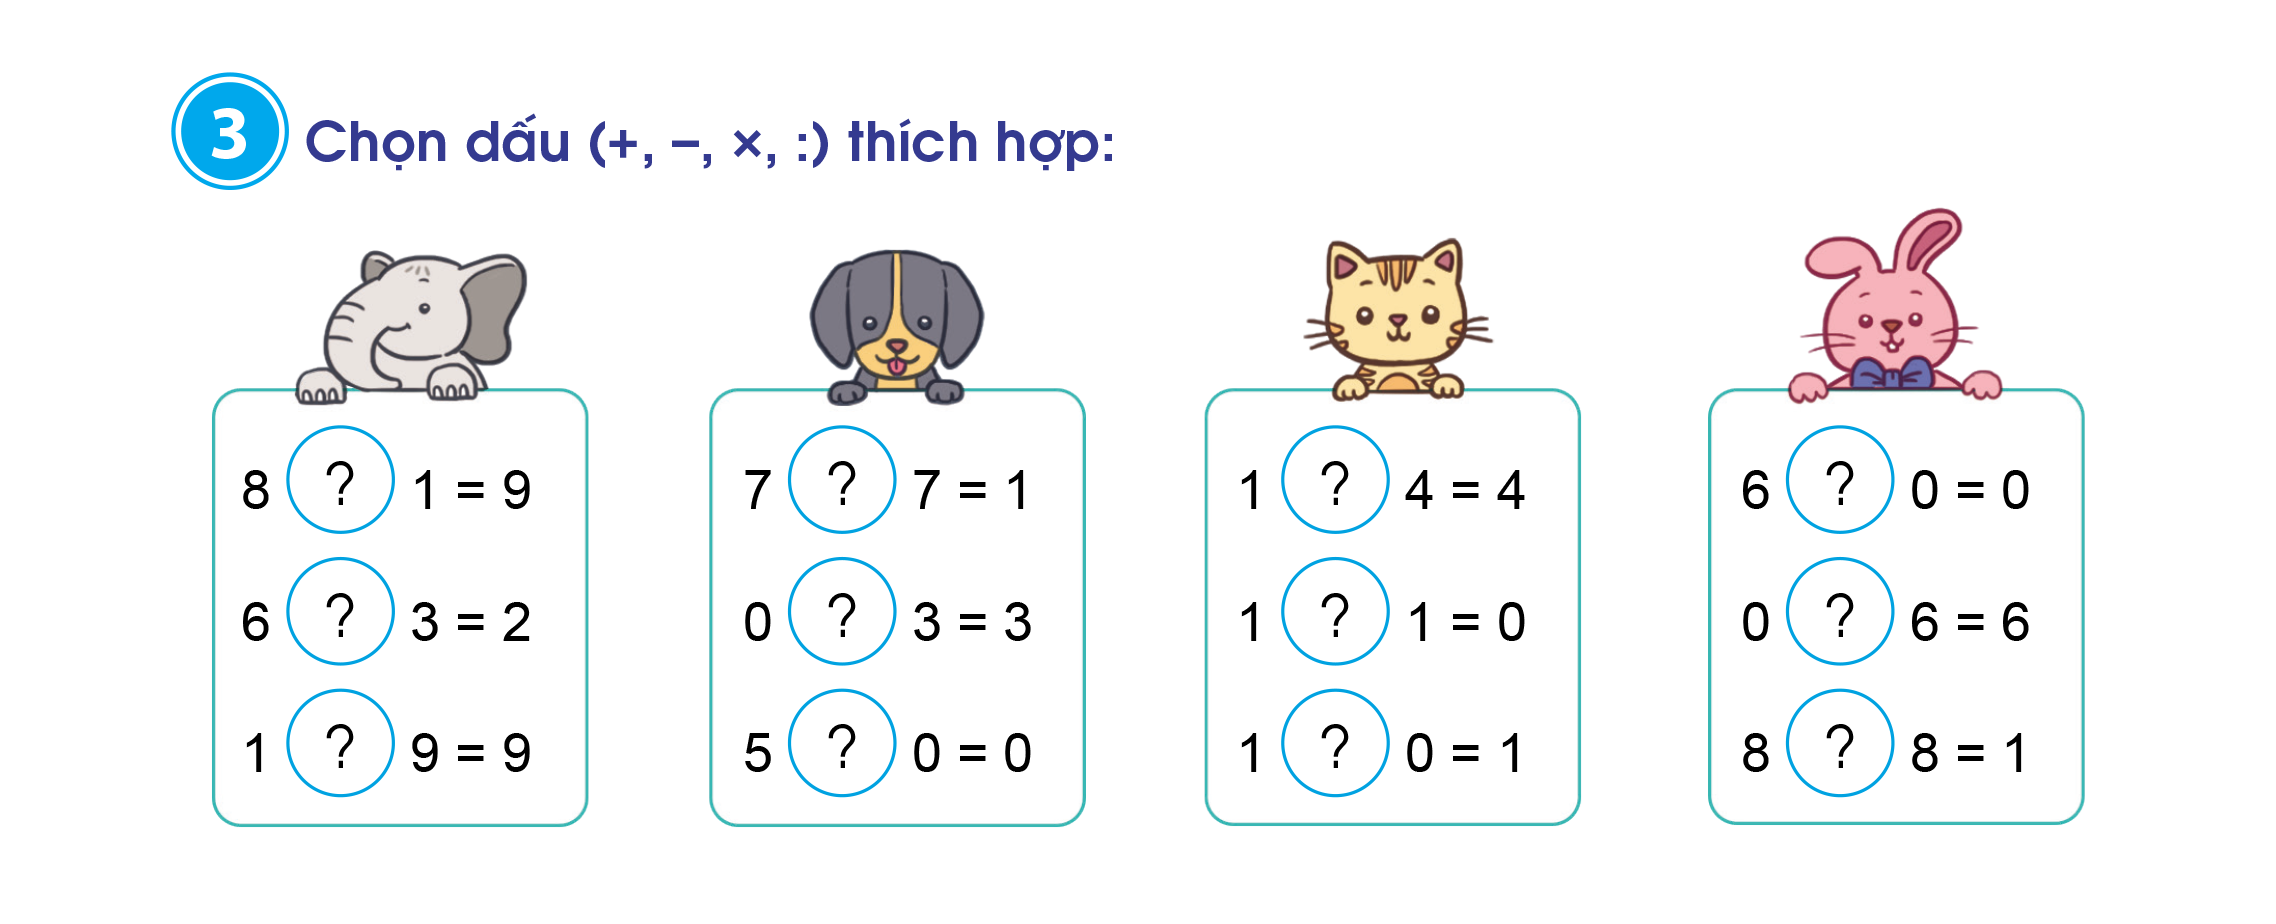 3 Chọn dấu (+, –, ×, :) thích hợp:
8 ? 1 = 9
6 ? 3 = 2
1 ? 9 = 9
7 ? 7 = 1
0 ? 3 = 3
5 ? 0 = 0
1 ? 4 = 4
1 ? 1 = 0
1 ? 0 = 1
6 ? 0 = 0
0 ? 6 = 6
8 ? 8 = 1